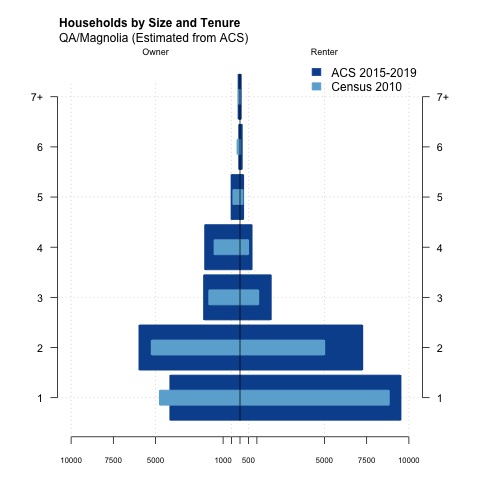 Households by Size and Tenure
QA/Magnolia (Estimated from ACS)
Owner Renter
ACS 2015-2019
Census 2010
7+ 7+
6 6
5 5
4 4
3 3
2 2
1 1
10000 7500 5000 1000 500 5000 7500 10000